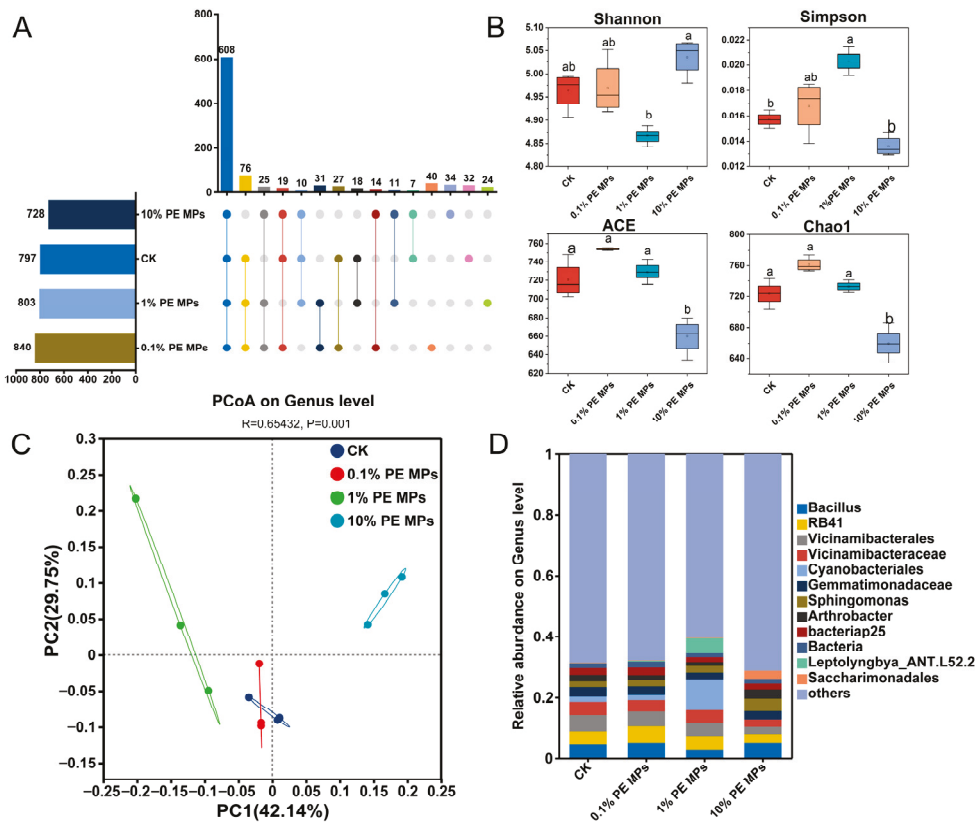 A
800
600
400
200
0
608
76
25
19
10
31
27
18
14
11
7
40
34
32
24
728
10% PE MPs
797
CK
803
1% PE MPs
840
0.1% PE MPs
1000 800 600 400 200 0
B
Shannon
5.10
5.05
5.00
4.95
4.90
4.85
4.80
ab
ab
b
a
CK
0.1% PE MPs
1% PE MPs
10% PE MPs
Simpson
0.022
0.020
0.018
0.016
0.014
0.012
b
ab
a
b
CK
0.1% PE MPs
1%PE MPs
10% PE MPs
ACE
760
740
720
700
680
660
640
620
a
a
a
b
CK
0.1% PE MPs
1% PE MPs
10% PE MPs
Chao1
800
760
720
680
640
a
a
a
b
CK
0.1% PE MPs
1% PE MPs
10% PE MPs
PCoA on Genus level
R=0.65432, P=0.001
C
PC2(29.75%)
0.3
0.25
0.2
0.15
0.1
0.05
0
−0.05
−0.1
−0.15
−0.25 −0.2 −0.15 −0.1 −0.05 0 0.05 0.1 0.15 0.2 0.25
PC1(42.14%)
CK
0.1% PE MPs
1% PE MPs
10% PE MPs
D
Relative abundance on Genus level
1
0.8
0.6
0.4
0.2
0
CK
0.1% PE MPs
1% PE MPs
10% PE MPs
Bacillus
RB41
Vicinamibacterales
Vicinamibacteraceae
Cyanobacteriales
Gemmatimonadaceae
Sphingomonas
Arthrobacter
bacteriap25
Bacteria
Leptolyngbya_ANT.L52.2
Saccharimonadales
others